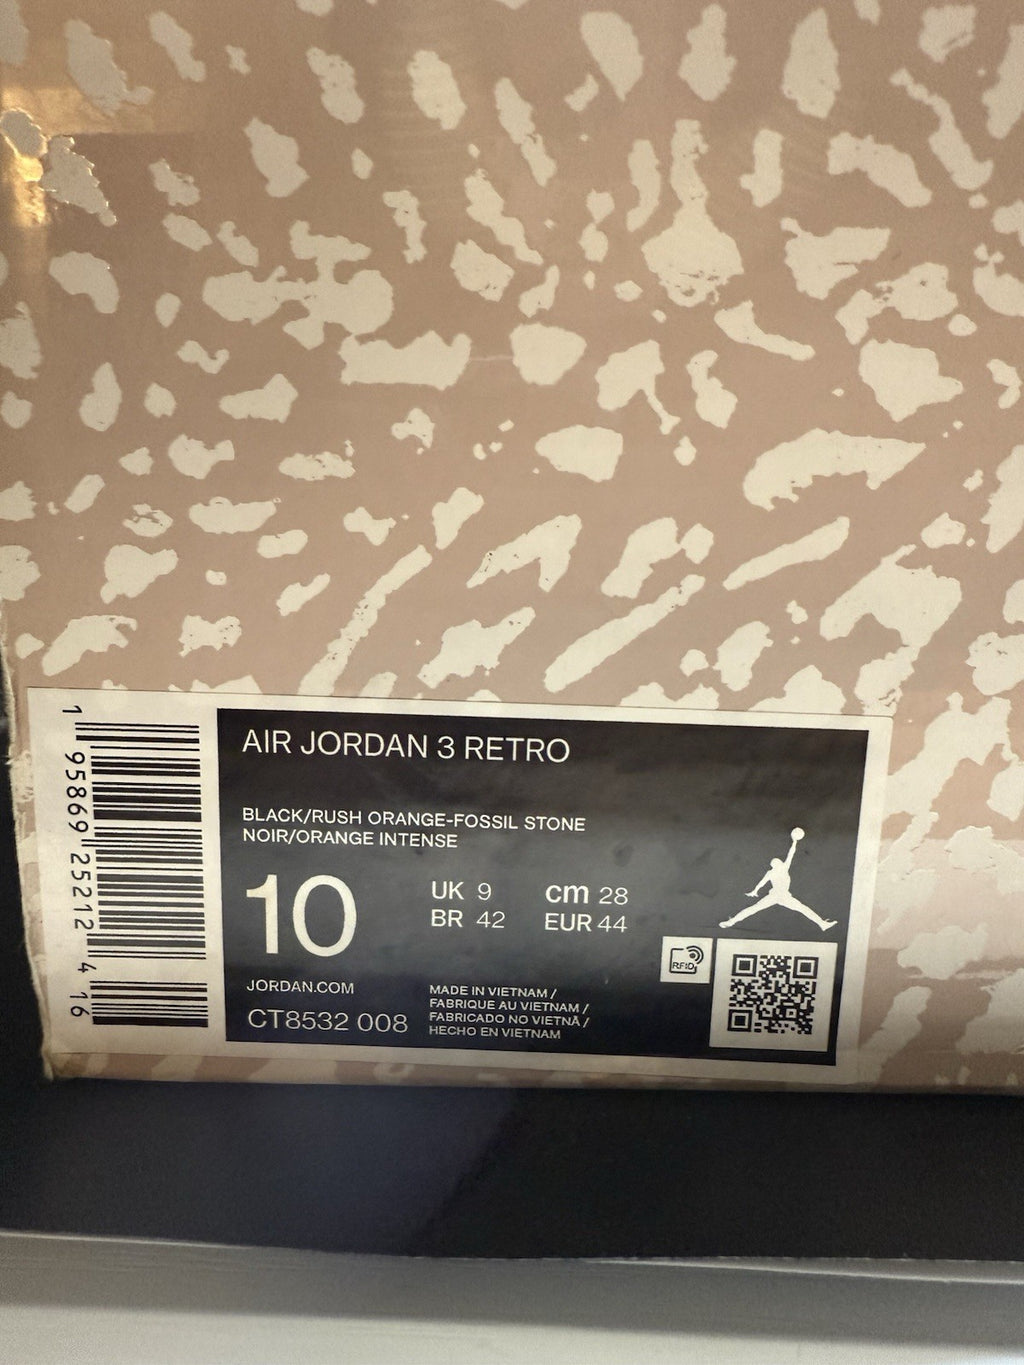 AIR JORDAN 3 RETRO
BLACK/RUSH ORANGE-FOSSIL STONE
NOIR/ORANGE INTENSE
10
UK 9 cm 28
BR 42 EUR 44
RFID
JORDAN.COM
CT8532 008
MADE IN VIETNAM /
FABRIQUE AU VIETNAM /
FABRICADO NO VIETNÃ /
HECHO EN VIETNAM
1 95869 25212 4 16